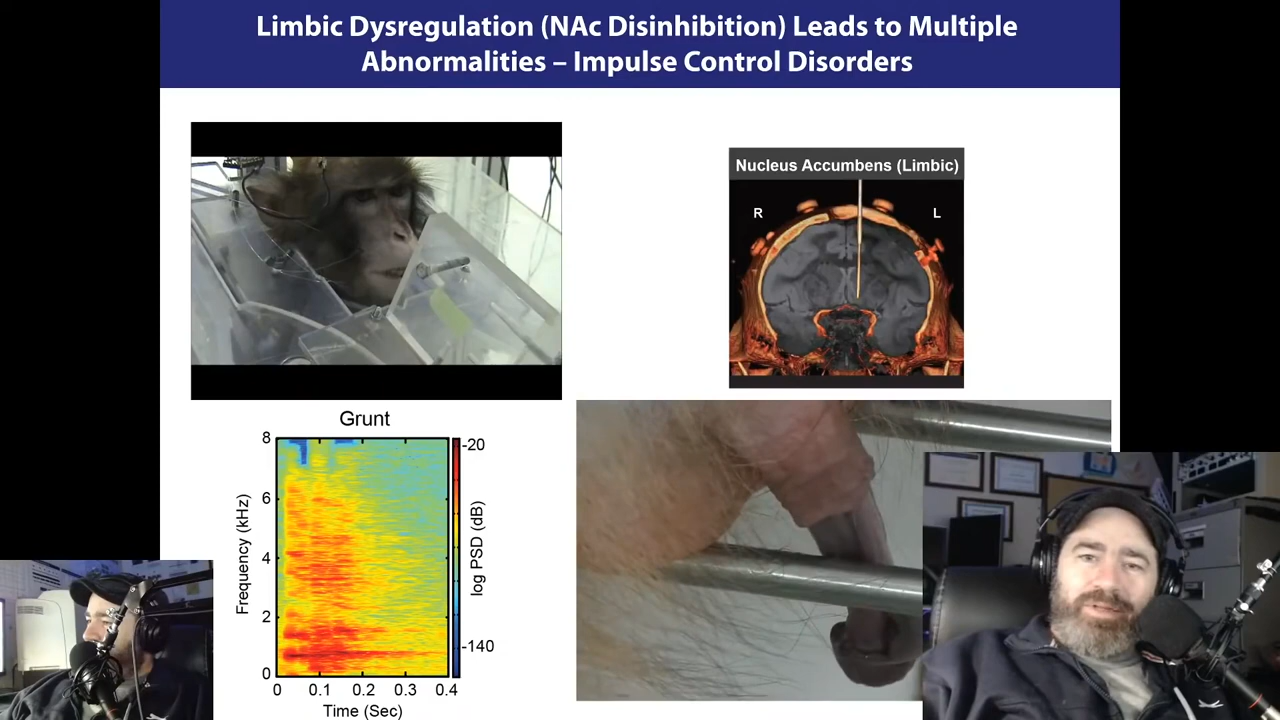 Limbic Dysregulation (NAc Disinhibition) Leads to Multiple
Abnormalities – Impulse Control Disorders
Nucleus Accumbens (Limbic)
R
L
Grunt
8
6
4
2
0
Frequency (kHz)
0 0.1 0.2 0.3 0.4
Time (Sec)
-20
-140
log PSD (dB)